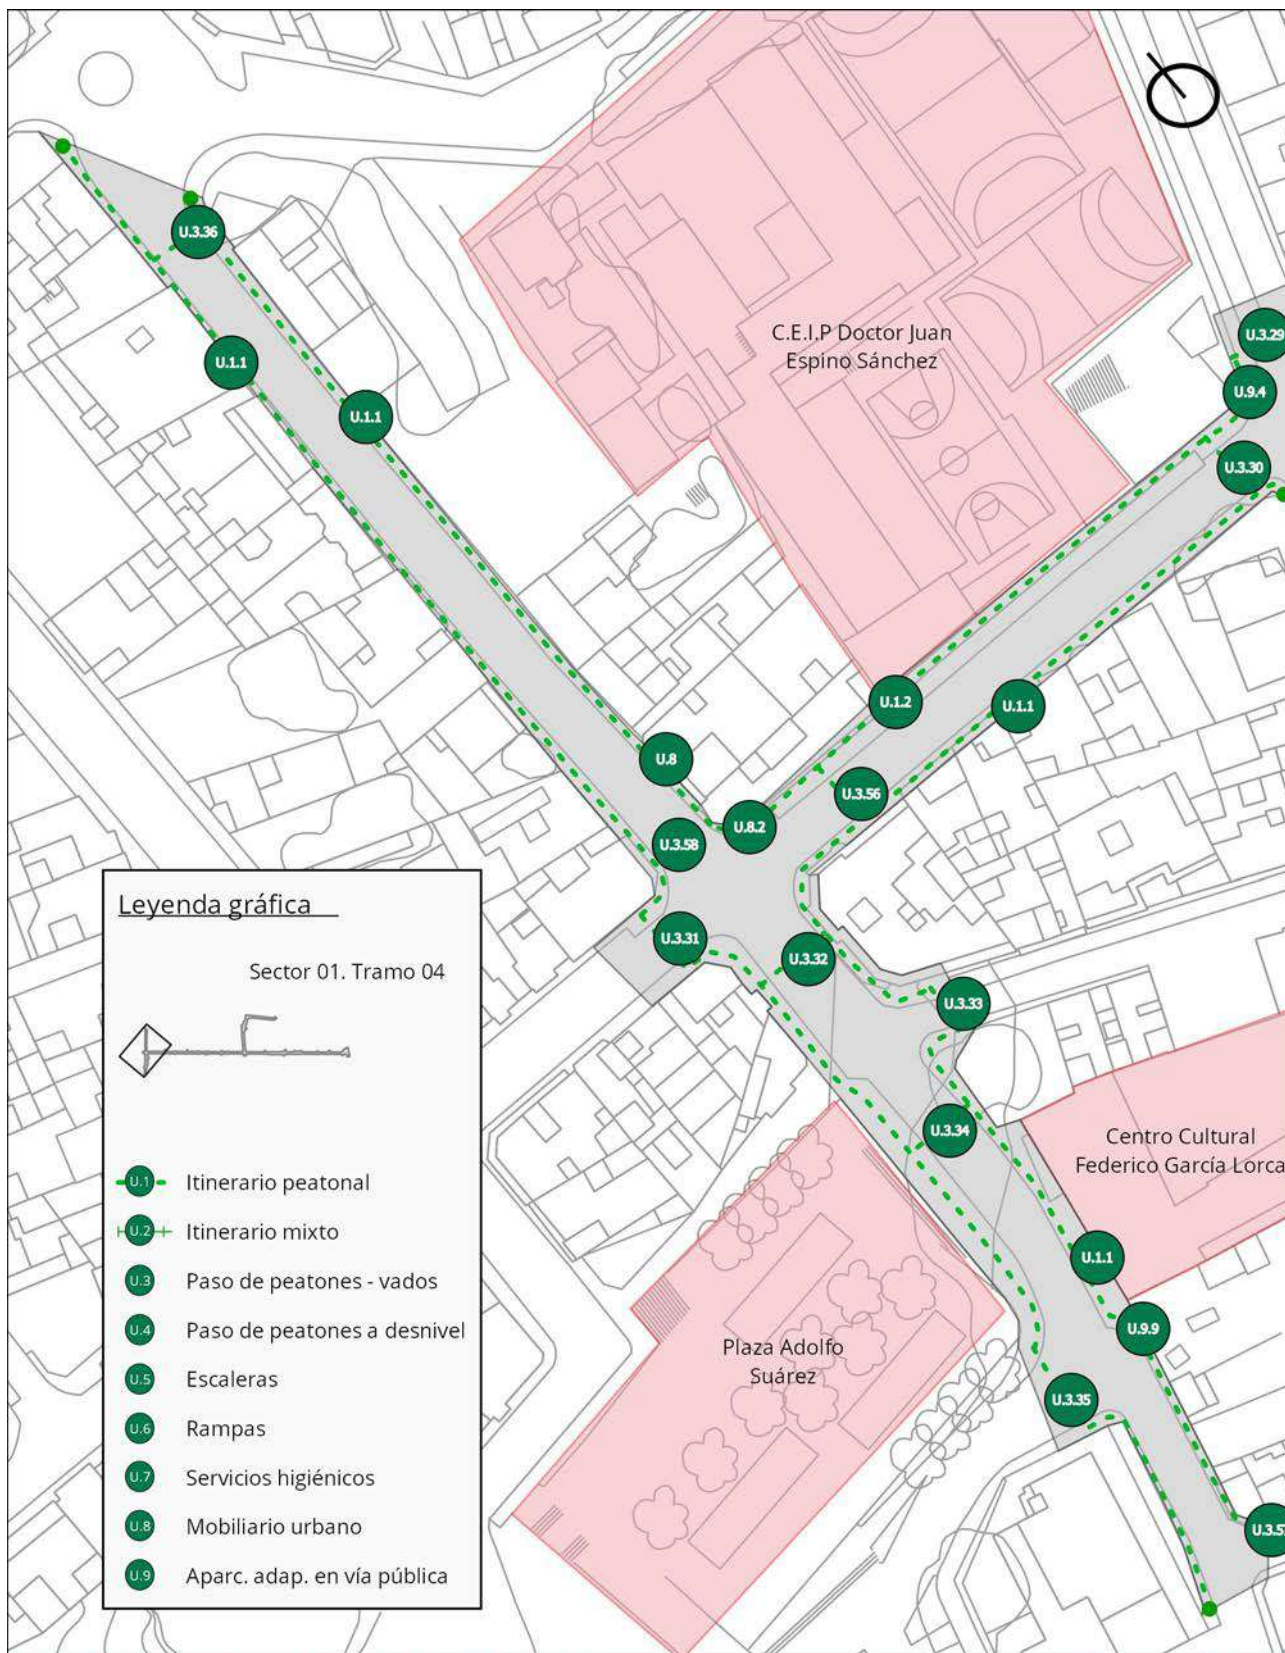 U.3.36
U.1.1
U.1.1
C.E.I.P Doctor Juan
Espino Sánchez
U.3.29
U.9.4
U.3.30
U.1.2
U.1.1
U.8
U.3.56
U.8.2
U.3.58
U.3.31
U.3.32
U.3.33
U.3.34
Centro Cultural
Federico García Lorca
U.1.1
U.9.9
Plaza Adolfo
Suárez
U.3.35
U.3.5
Leyenda gráfica
Sector 01. Tramo 04
U.1 Itinerario peatonal
U.2 Itinerario mixto
U.3 Paso de peatones - vados
U.4 Paso de peatones a desnivel
U.5 Escaleras
U.6 Rampas
U.7 Servicios higiénicos
U.8 Mobiliario urbano
U.9 Aparc. adap. en vía pública